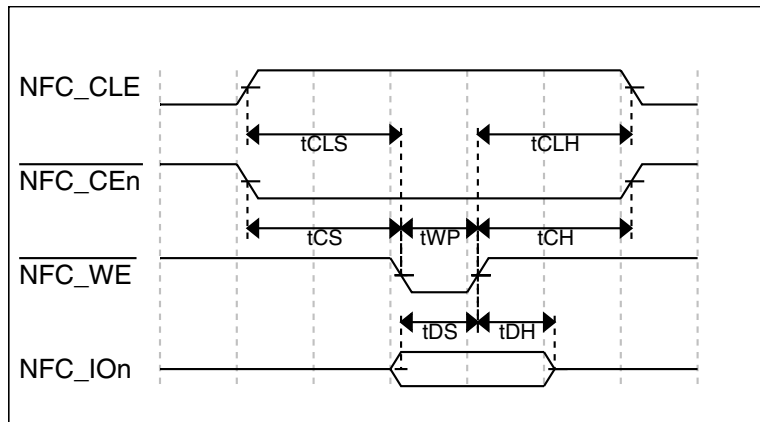 NFC_CLE
tCLS tCLH
NFC_CEn
tCS tWP tCH
NFC_WE
tDS tDH
NFC_IOn